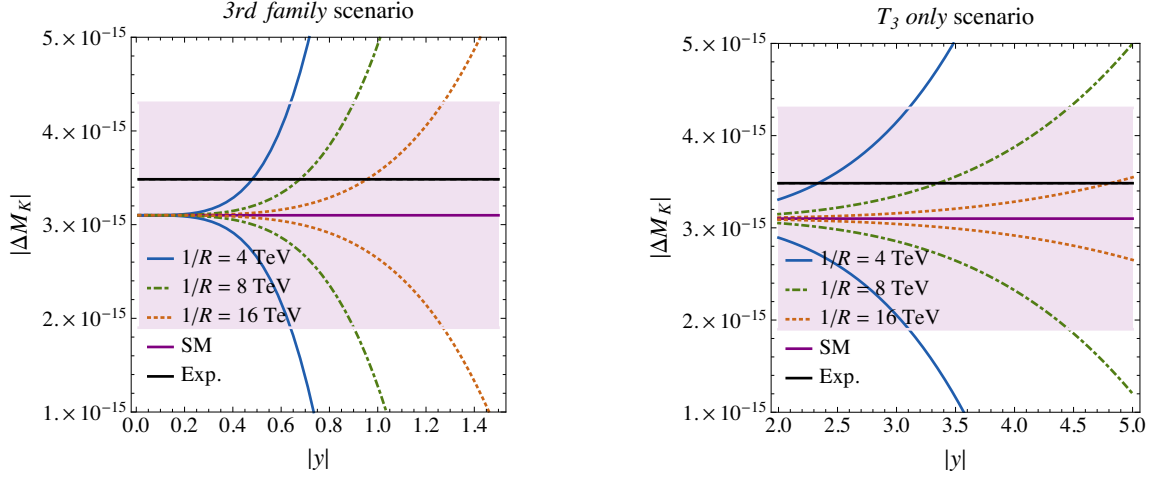 3rd family scenario
|ΔM_K|
5. × 10^-15
4. × 10^-15
3. × 10^-15
2. × 10^-15
1. × 10^-15
1/R = 4 TeV
1/R = 8 TeV
1/R = 16 TeV
SM
Exp.
0.0 0.2 0.4 0.6 0.8 1.0 1.2 1.4
|y|
T_3 only scenario
|ΔM_K|
5. × 10^-15
4. × 10^-15
3. × 10^-15
2. × 10^-15
1. × 10^-15
1/R = 4 TeV
1/R = 8 TeV
1/R = 16 TeV
SM
Exp.
2.0 2.5 3.0 3.5 4.0 4.5 5.0
|y|